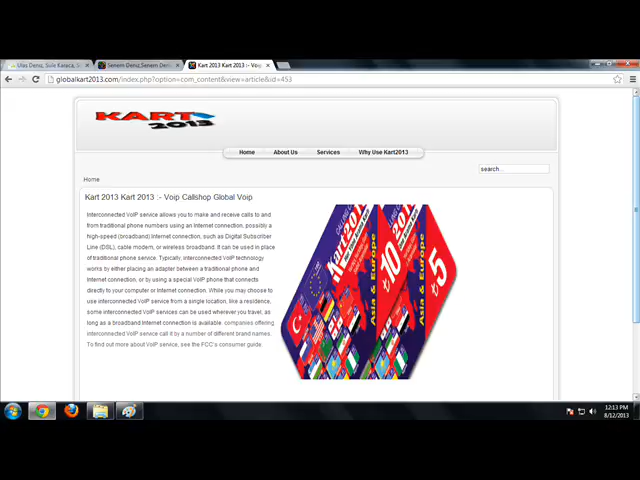 Ulas Deniz, Sule Karaca, S
Senem Deniz,Senem Deni
Kart 2013 Kart 2013 :- Voip
globalkart2013.com/index.php?option=com_content&view=article&id=453
KART
2013
Home About Us Services Why Use Kart2013
search...
Home
Kart 2013 Kart 2013 :- Voip Callshop Global Voip
Interconnected VoIP service allows you to make and receive calls to and
from traditional phone numbers using an Internet connection, possibly a
high-speed (broadband) Internet connection, such as Digital Subscriber
Line (DSL), cable modem, or wireless broadband. It can be used in place
of traditional phone service. Typically, interconnected VoIP technology
works by either placing an adapter between a traditional phone and
Internet connection, or by using a special VoIP phone that connects
directly to your computer or Internet connection. While you may choose to
use interconnected VoIP service from a single location, like a residence,
some interconnected VoIP services can be used wherever you travel, as
long as a broadband Internet connection is available. companies offering
interconnected VoIP service call it by a number of different brand names.
To find out more about VoIP service, see the FCC's consumer guide.
Kart2013
Asia & Europe
10
Asia & Europe
5
12:13 PM
8/12/2013